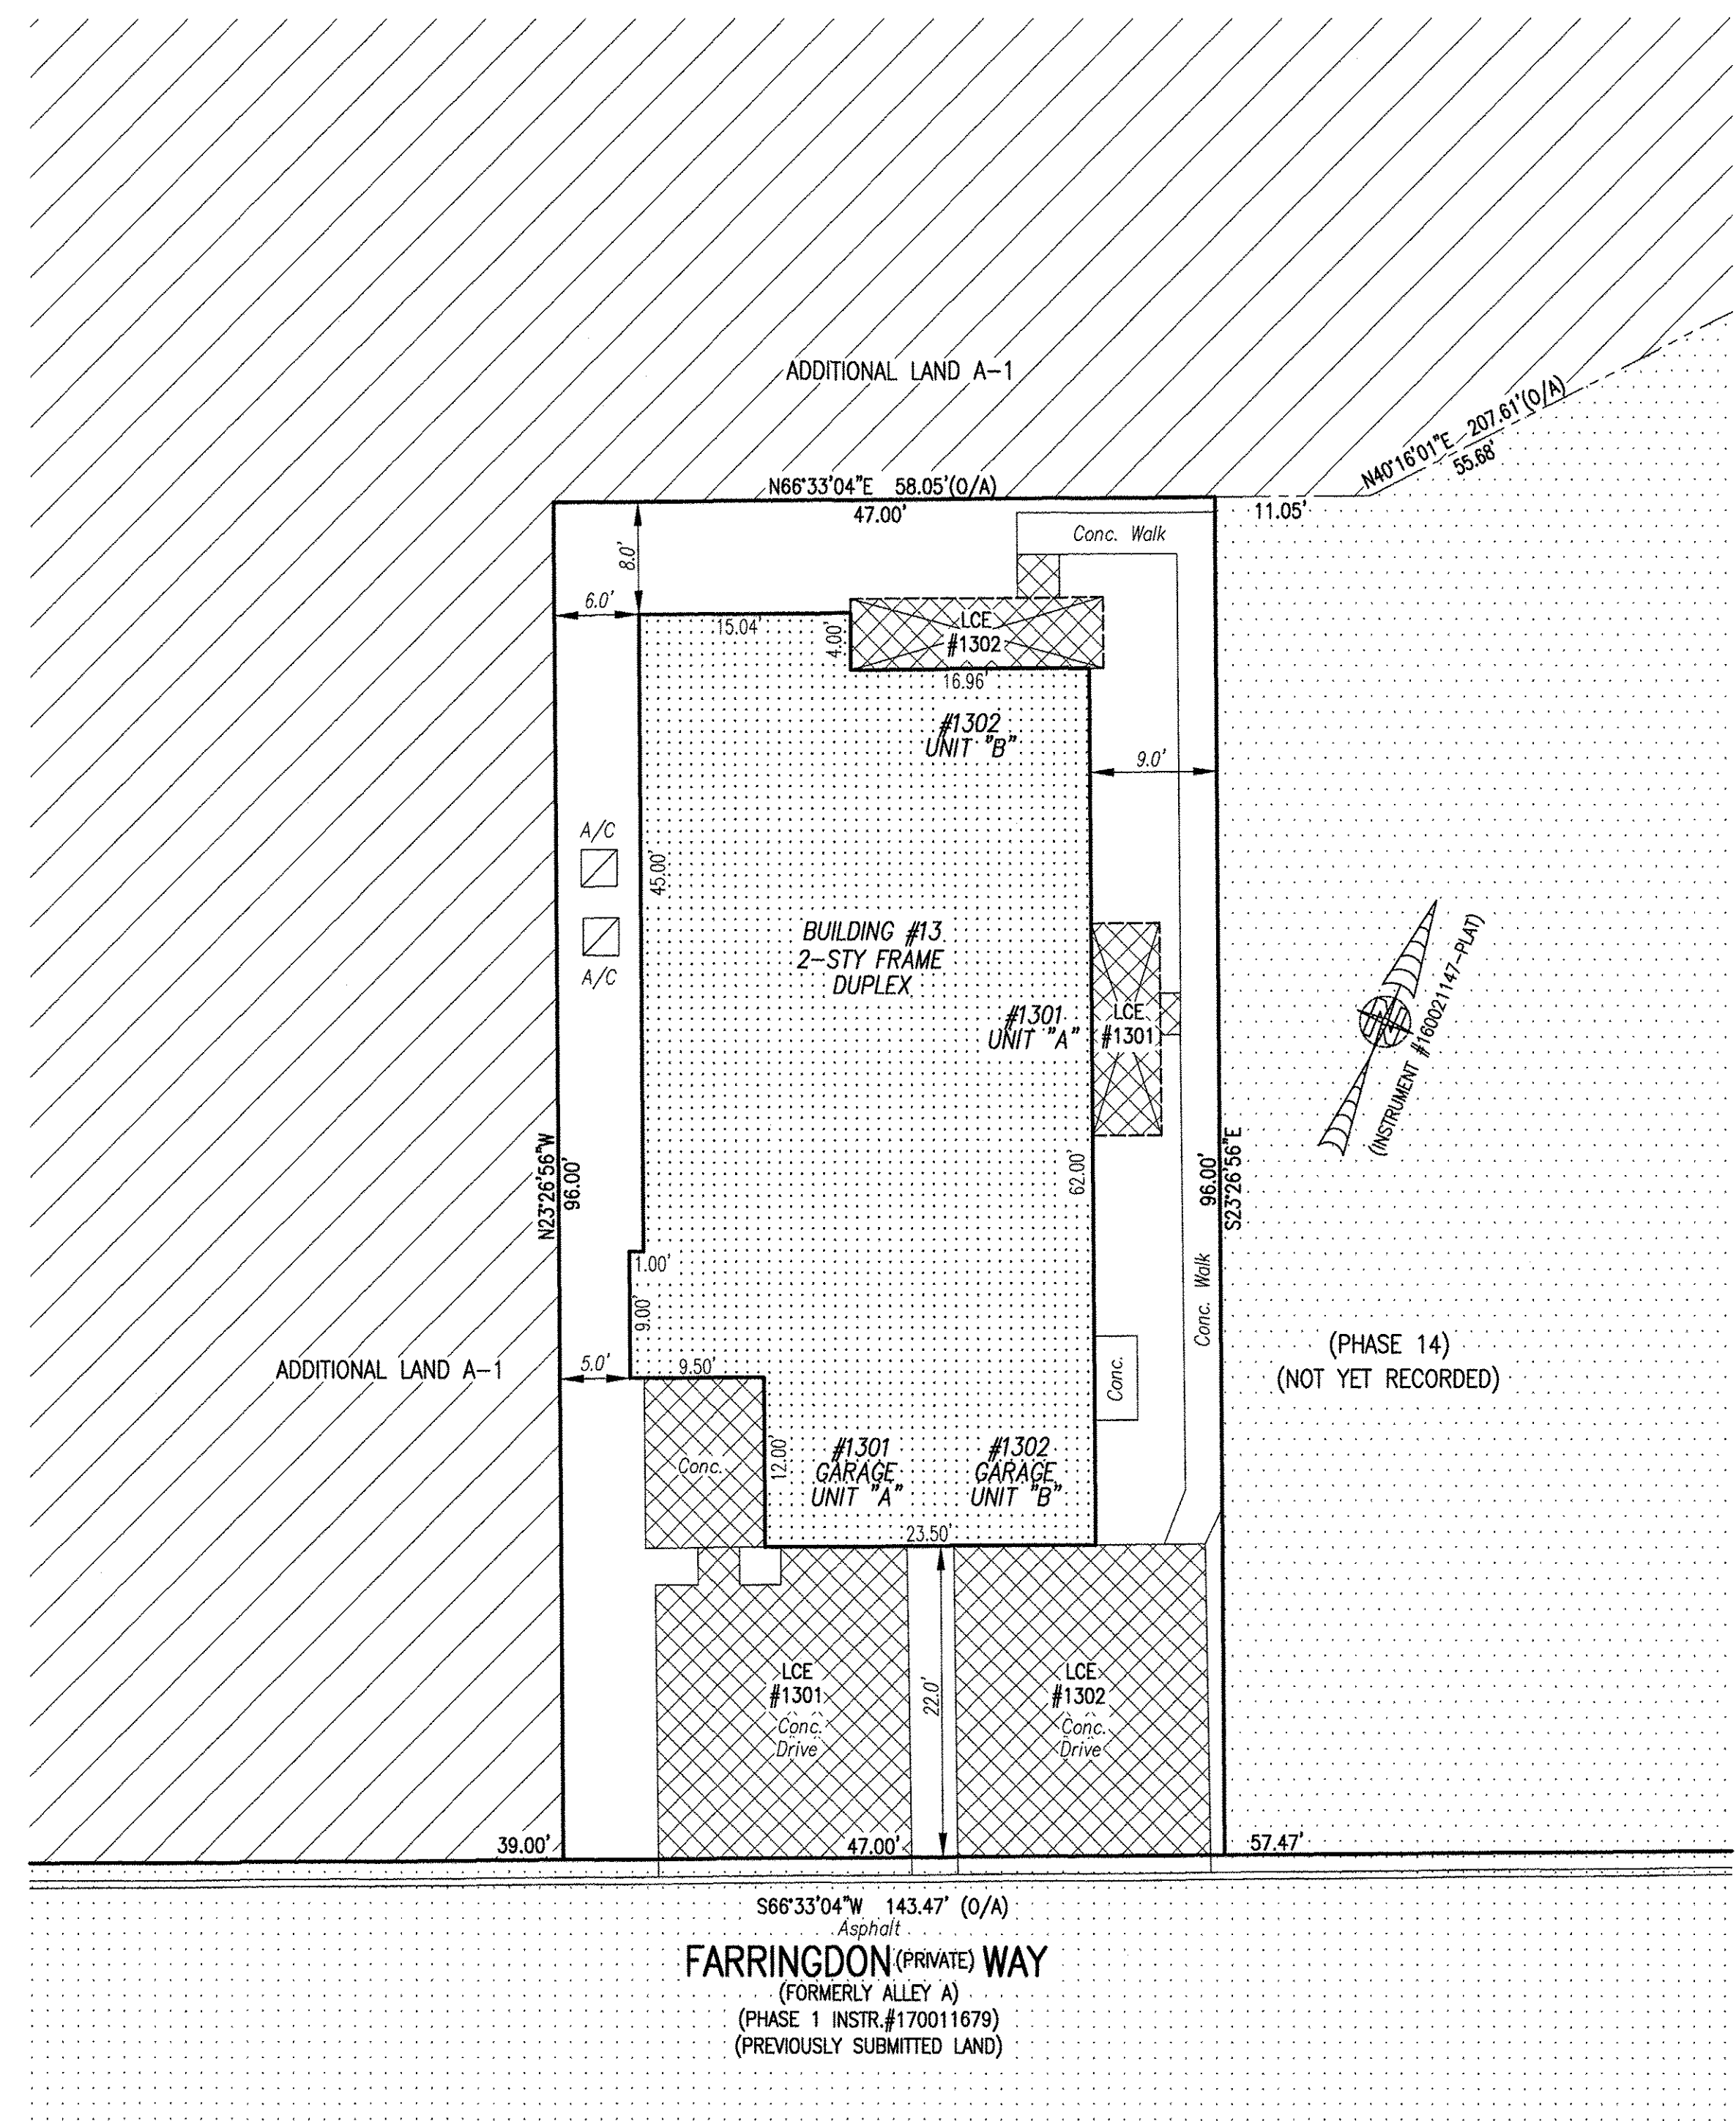 ADDITIONAL LAND A-1
N40°16'01"E 207.61'(O/A)
55.68'
N66°33'04"E 58.05'(O/A)
47.00'
11.05'
Conc. Walk
8.0'
6.0'
15.04'
4.00'
LCE
#1302
16.96'
#1302
UNIT "B"
9.0'
A/C
45.00'
A/C
BUILDING #13
2-STY FRAME
DUPLEX
#1301
UNIT "A"
LCE
#1301
(INSTRUMENT #160021147-PLAT)
N23°26'56"W
96.00'
62.00'
96.00'
S23°26'56"E
1.00'
9.00'
Conc. Walk
(PHASE 14)
(NOT YET RECORDED)
ADDITIONAL LAND A-1
5.0'
9.50'
Conc.
Conc.
12.00'
#1301
GARAGE
UNIT "A"
#1302
GARAGE
UNIT "B"
23.50'
LCE
#1301
Conc.
Drive
22.0'
LCE
#1302
Conc.
Drive
39.00'
47.00'
57.47'
S66°33'04"W 143.47' (O/A)
Asphalt
FARRINGDON (PRIVATE) WAY
(FORMERLY ALLEY A)
(PHASE 1 INSTR.#170011679)
(PREVIOUSLY SUBMITTED LAND)